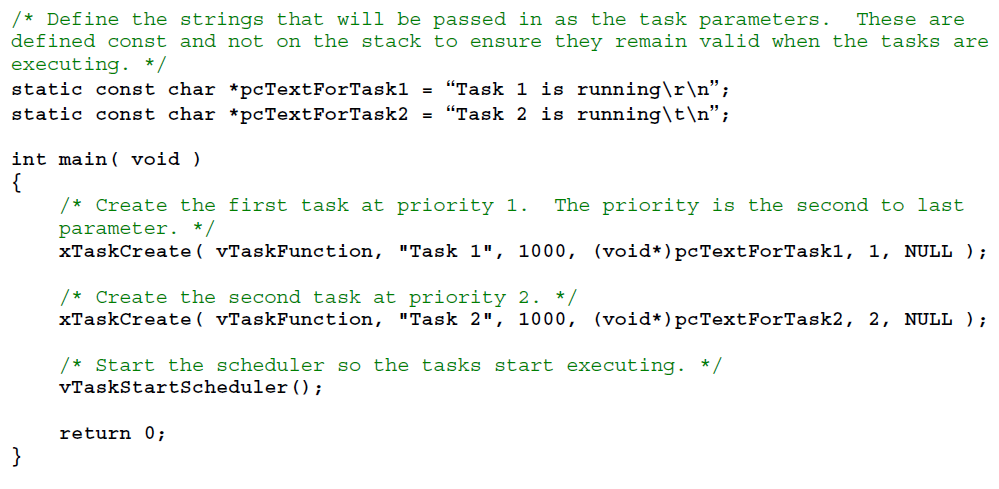 /* Define the strings that will be passed in as the task parameters.  These are
defined const and not on the stack to ensure they remain valid when the tasks are
executing. */
static const char *pcTextForTask1 = “Task 1 is running\r\n”;
static const char *pcTextForTask2 = “Task 2 is running\t\n”;

int main( void )
{
    /* Create the first task at priority 1.  The priority is the second to last
    parameter. */
    xTaskCreate( vTaskFunction, "Task 1", 1000, (void*)pcTextForTask1, 1, NULL );

    /* Create the second task at priority 2. */
    xTaskCreate( vTaskFunction, "Task 2", 1000, (void*)pcTextForTask2, 2, NULL );

    /* Start the scheduler so the tasks start executing. */
    vTaskStartScheduler();

    return 0;
}